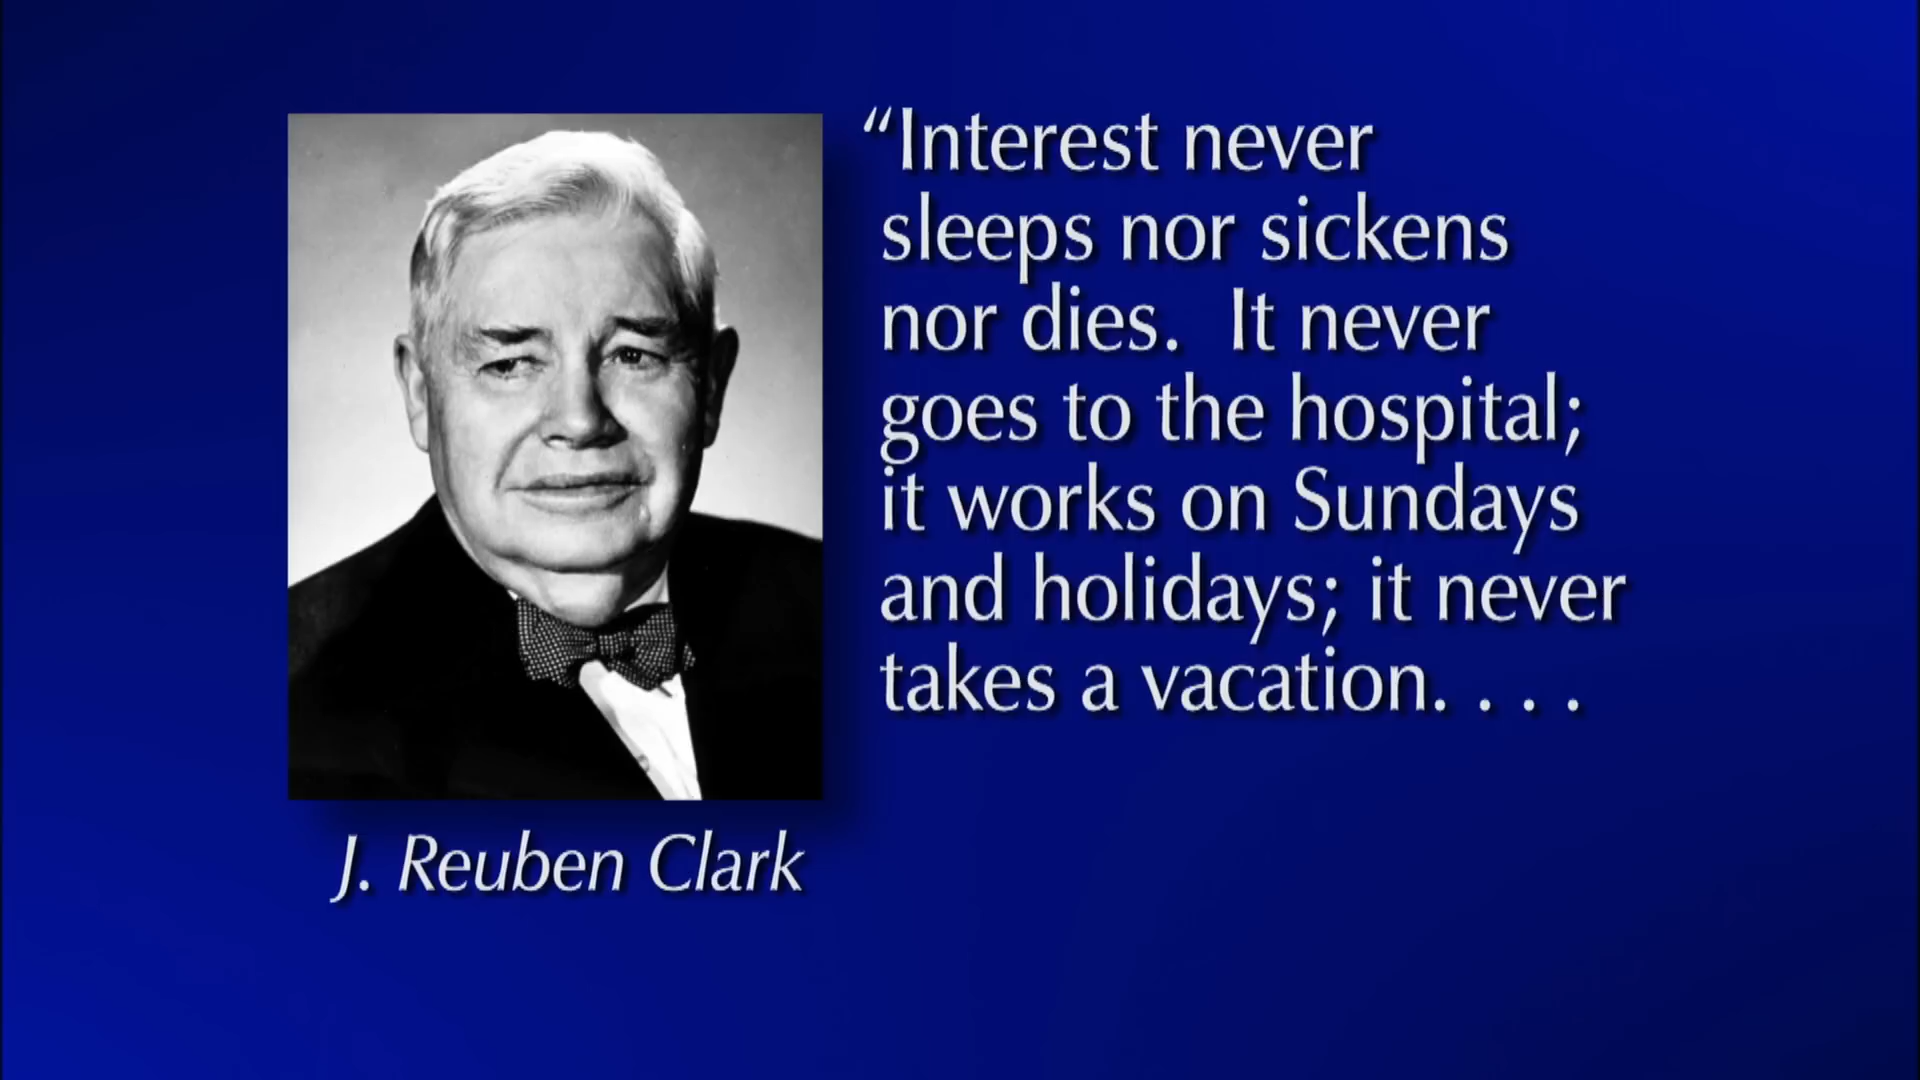 “Interest never
sleeps nor sickens
nor dies.  It never
goes to the hospital;
it works on Sundays
and holidays; it never
takes a vacation. . . .
J. Reuben Clark